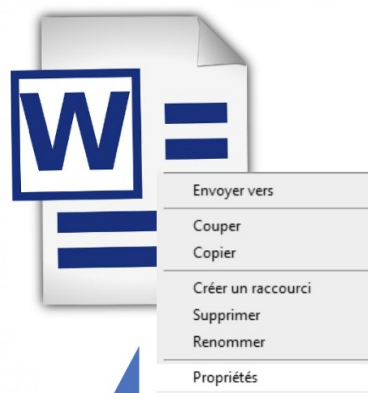 W
Envoyer vers
Couper
Copier
Créer un raccourci
Supprimer
Renommer
Propriétés